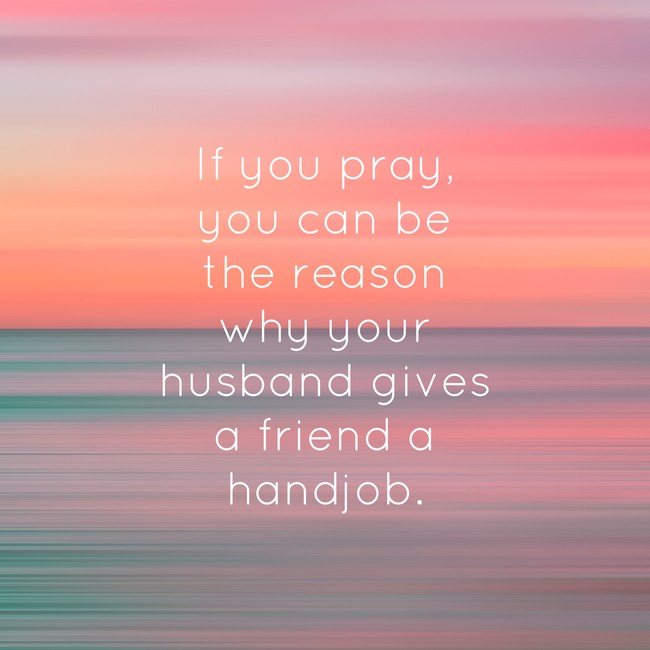 If you pray,
you can be
the reason
why your
husband gives
a friend a
handjob.